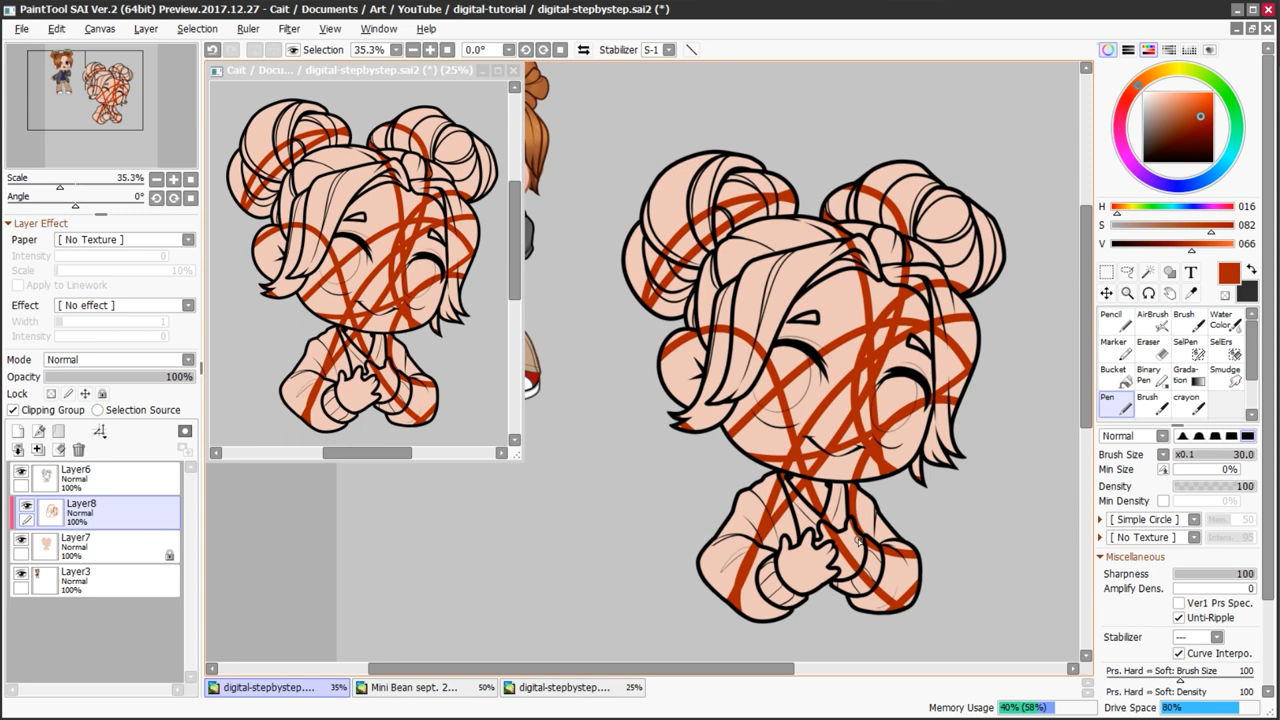 PaintTool SAI Ver.2 (64bit) Preview.2017.12.27 - Cait / Documents / Art / YouTube / digital-tutorial / digital-stepbystep.sai2 (*)
File Edit Canvas Layer Selection Ruler Filter View Window Help
Selection 35.3% 0.0° Stabilizer S-1
Cait / Docu... / digital-stepbystep.sai2 (*) (25%)
Scale 35.3%
Angle 0°
Layer Effect
Paper [ No Texture ]
Intensity 0
Scale 10%
Apply to Linework
Effect [ No effect ]
Width 1
Intensity 0
Mode Normal
Opacity 100%
Lock
Clipping Group Selection Source
Layer6
Normal
100%
Layer8
Normal
100%
Layer7
Normal
100%
Layer3
Normal
100%
H 016
S 082
V 066
T
Pencil AirBrush Brush Water Color
Marker Eraser SelPen SelErs
Bucket Binary Pen Grada-tion Smudge
Pen Brush crayon
Normal
Brush Size x0.1 30.0
Min Size 0%
Density 100
Min Density 0%
[ Simple Circle ] 50
[ No Texture ] 95
Miscellaneous
Sharpness 100
Amplify Dens. 0
Ver1 Prs Spec.
Anti-Ripple
Stabilizer ---
Curve Interpo.
Prs. Hard ⇔ Soft: Brush Size 100
Prs. Hard ⇔ Soft: Density 100
digital-stepbystep.... 35% Mini Bean sept. 2... 50% digital-stepbystep.... 25%
Memory Usage 40% (58%) Drive Space 80%